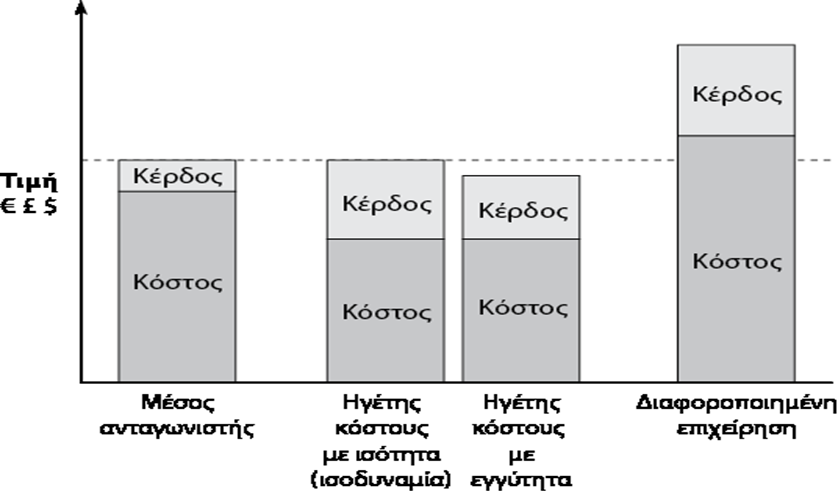 Τιμή
€ £ $
Κέρδος
Κόστος
Κέρδος
Κόστος
Κέρδος
Κόστος
Κέρδος
Κόστος
Μέσος
ανταγωνιστής
Ηγέτης
κόστους
με ισότητα
(ισοδυναμία)
Ηγέτης
κόστους
με
εγγύτητα
Διαφοροποιημένη
επιχείρηση